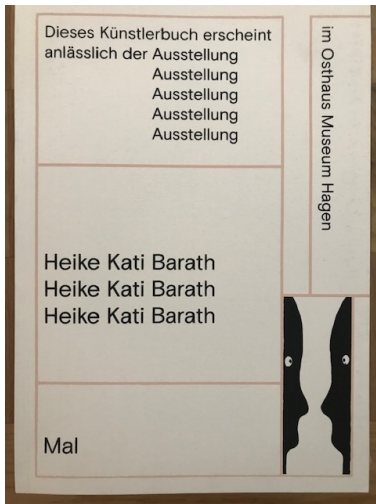 Dieses Künstlerbuch erscheint
anlässlich der Ausstellung
Ausstellung
Ausstellung
Ausstellung
Ausstellung
im Osthaus Museum Hagen
Heike Kati Barath
Heike Kati Barath
Heike Kati Barath
Mal